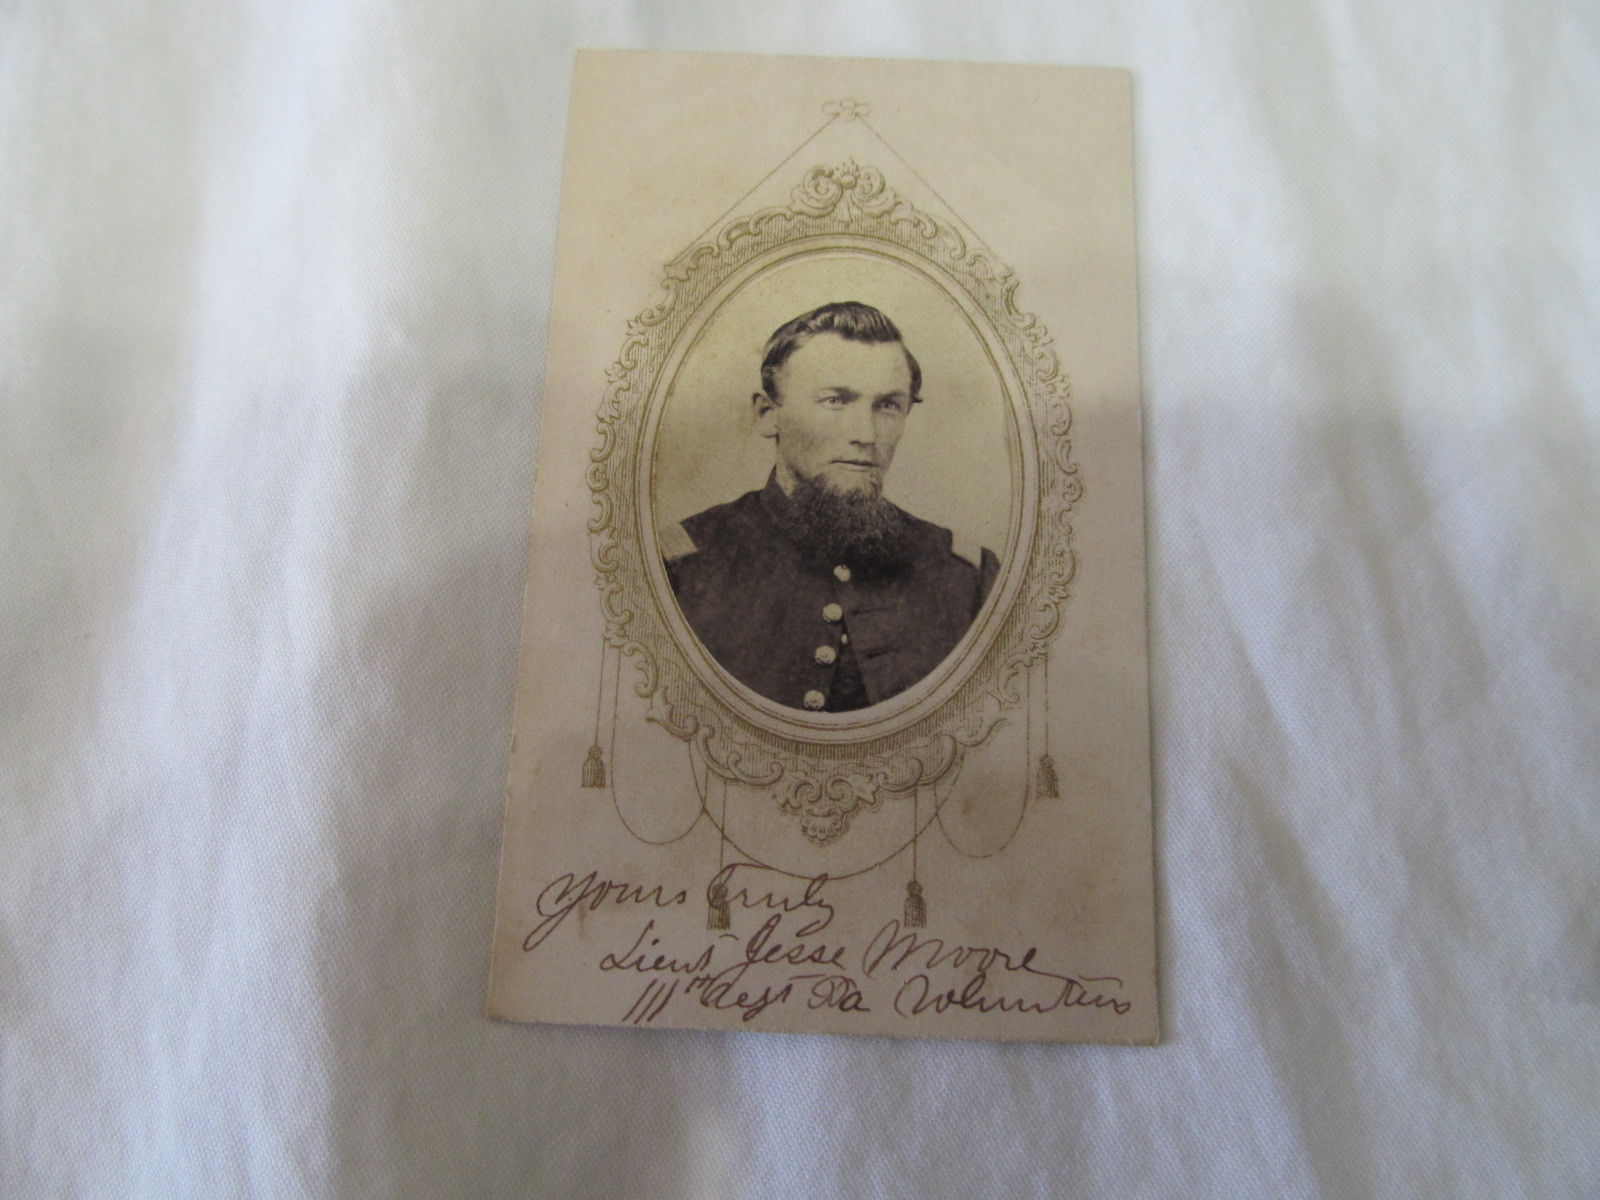 Yours Truly
Lieut Jesse Moore
111th Regt Pa Volunteers